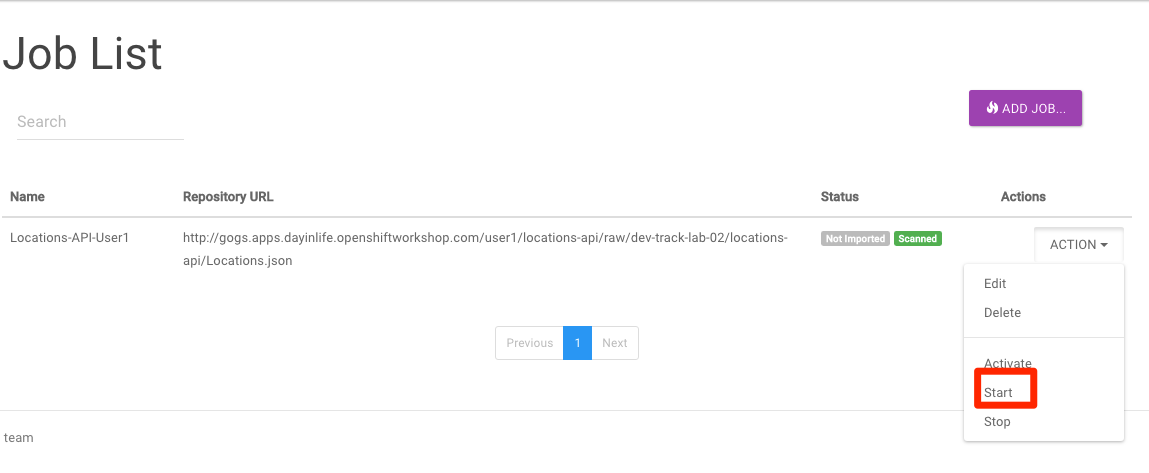 Job List
Search
ADD JOB...
Name Repository URL Status Actions
Locations-API-User1 http://gogs.apps.dayinlife.openshiftworkshop.com/user1/locations-api/raw/dev-track-lab-02/locations- Not Imported Scanned ACTION
api/Locations.json
Edit
Delete
Previous 1 Next
Activate
Start
Stop
team